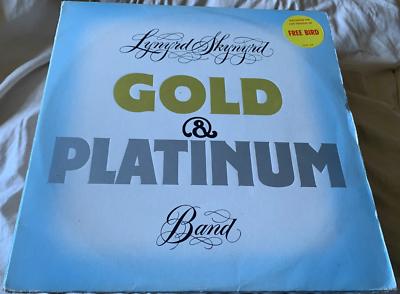 Lynyrd Skynyrd
GOLD
&
PLATINUM
Band
FREE BIRD